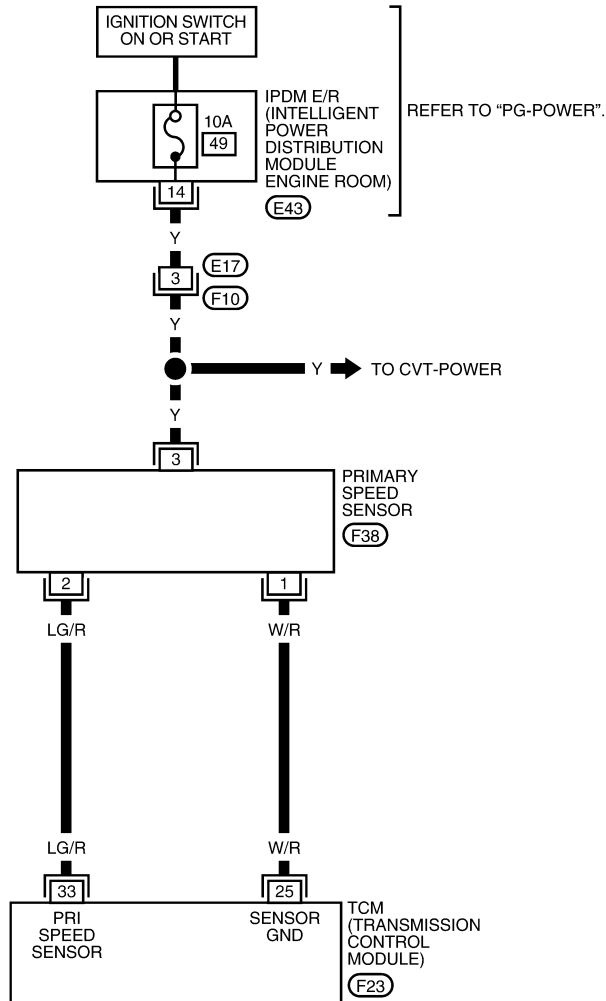 IGNITION SWITCH
ON OR START
IPDM E/R
(INTELLIGENT
POWER
DISTRIBUTION
MODULE
ENGINE ROOM)
E43
REFER TO “PG-POWER”.
10A
49
14
Y
3
E17
F10
Y
Y
TO CVT-POWER
Y
3
PRIMARY
SPEED
SENSOR
F38
2
1
LG/R
W/R
LG/R
W/R
33
25
PRI
SPEED
SENSOR
SENSOR
GND
TCM
(TRANSMISSION
CONTROL
MODULE)
F23